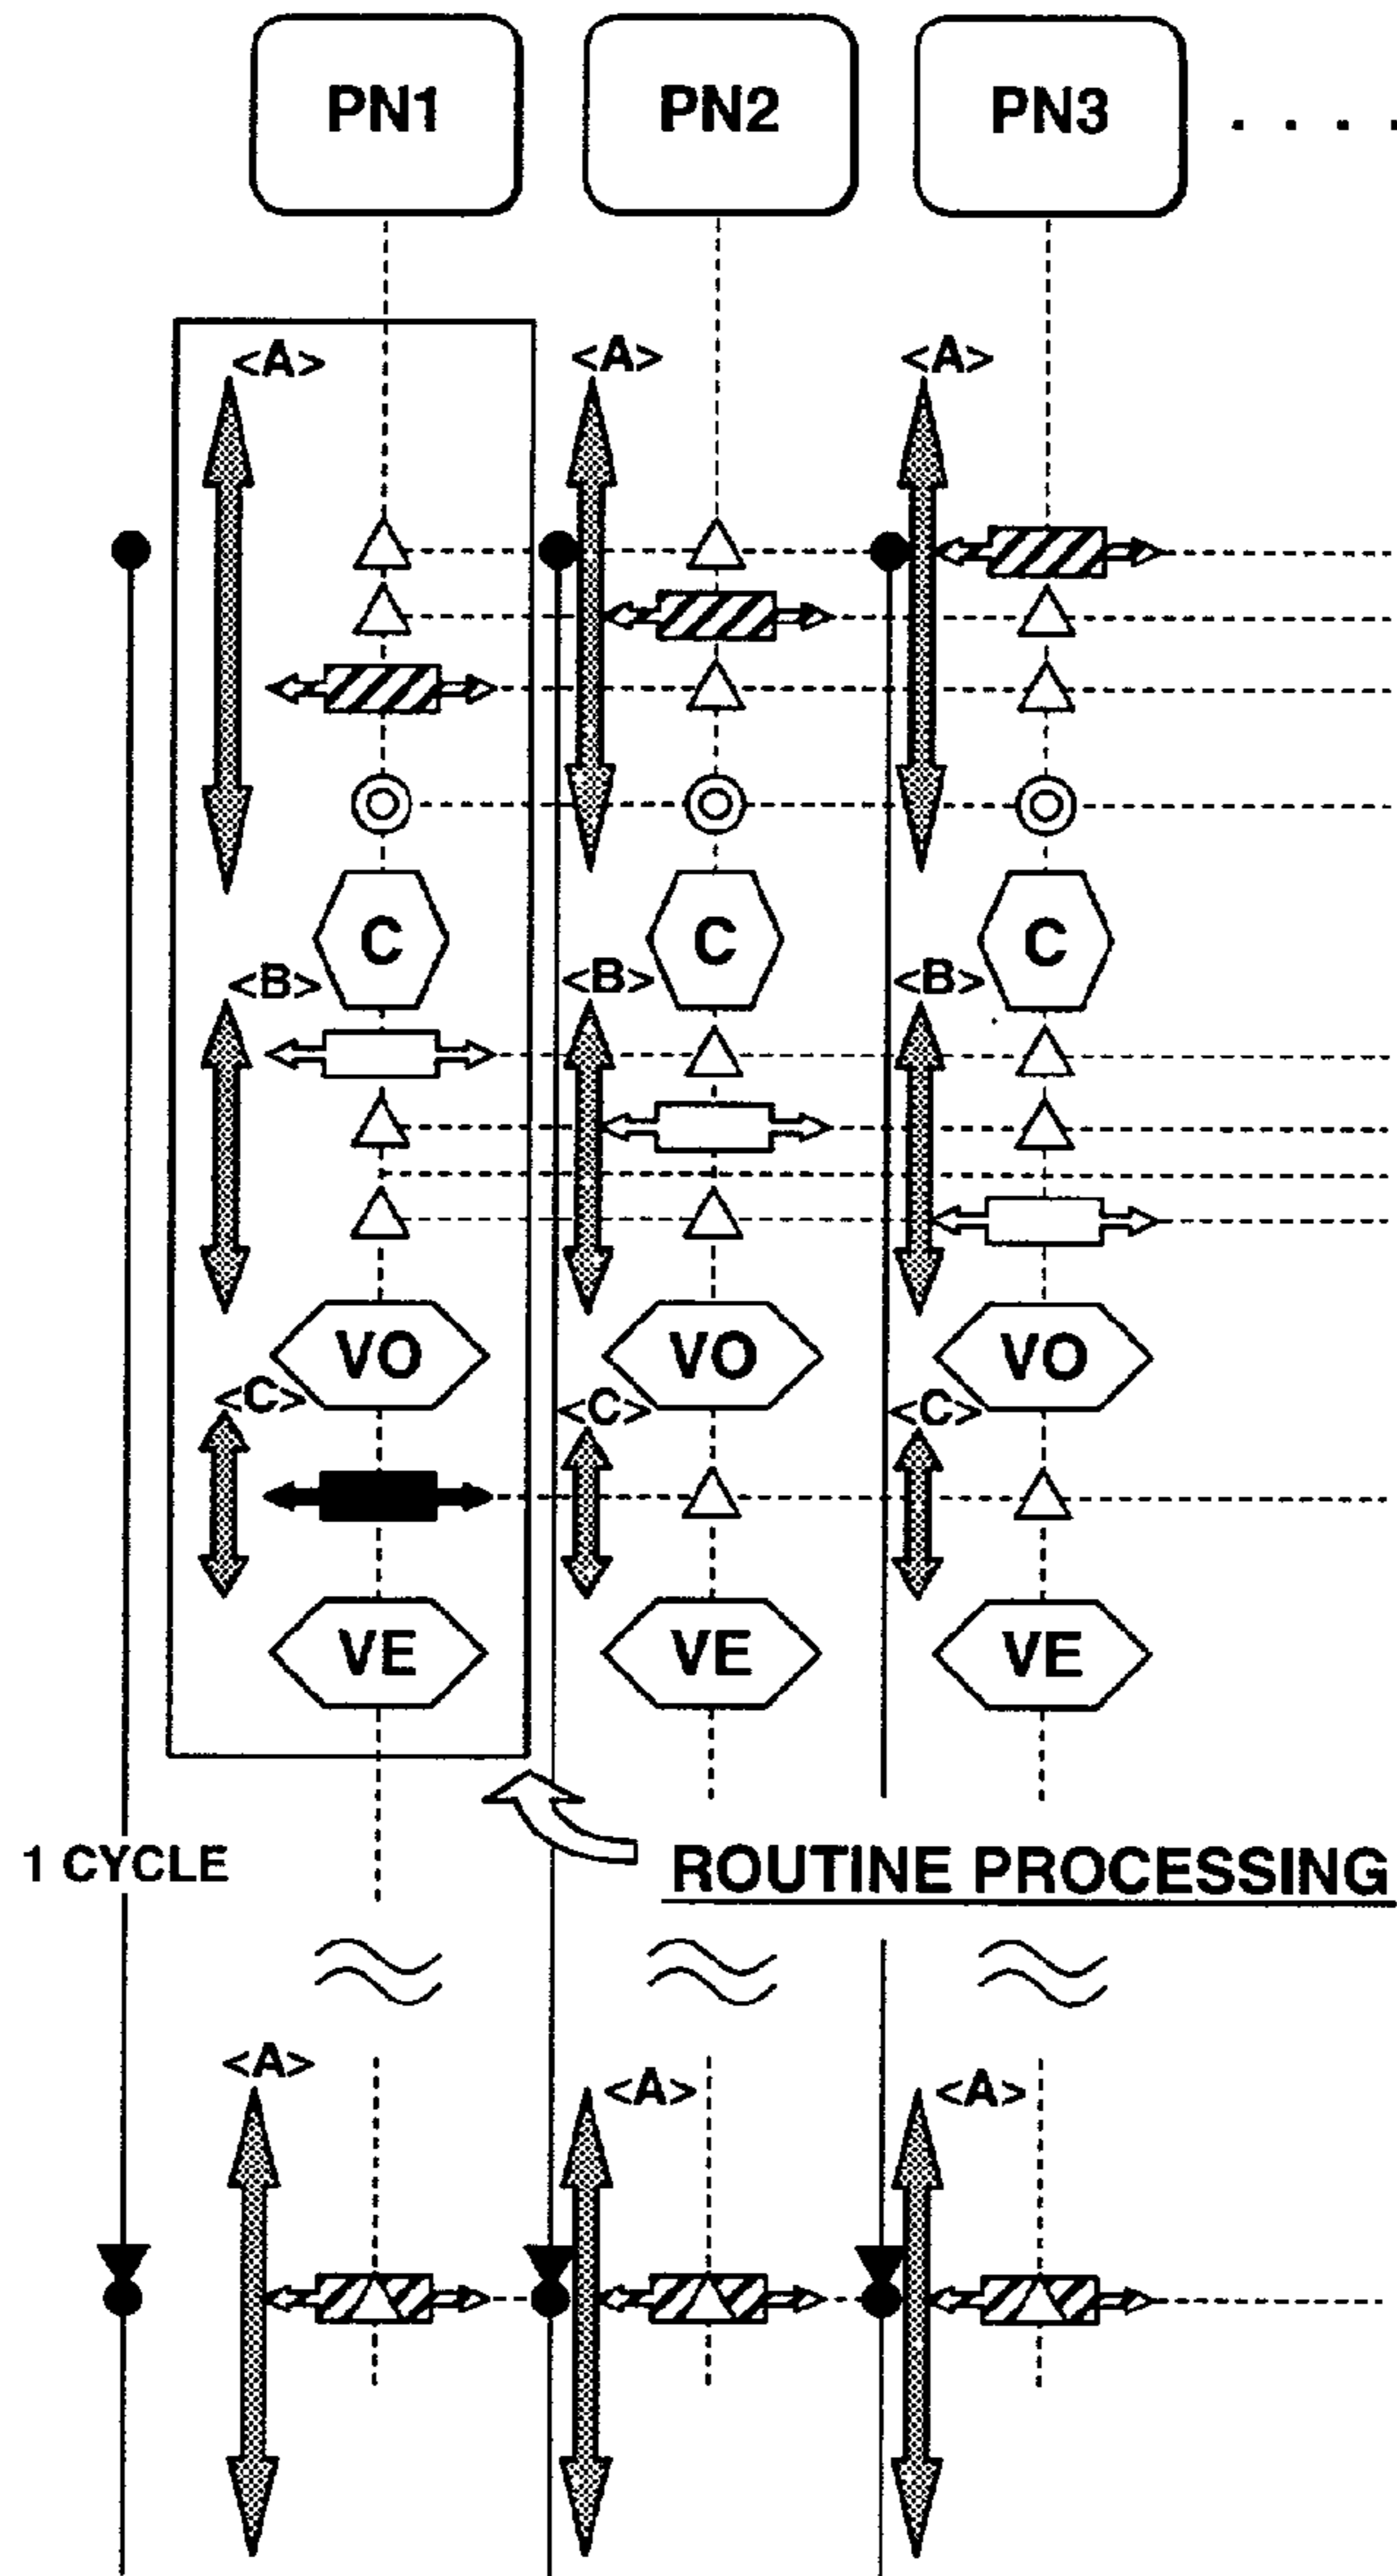 PN1 PN2 PN3 . . . .
<A> <A> <A>
C C C
<B> <B> <B>
VO VO VO
<C> <C> <C>
VE VE VE
1 CYCLE ROUTINE PROCESSING
<A> <A> <A>